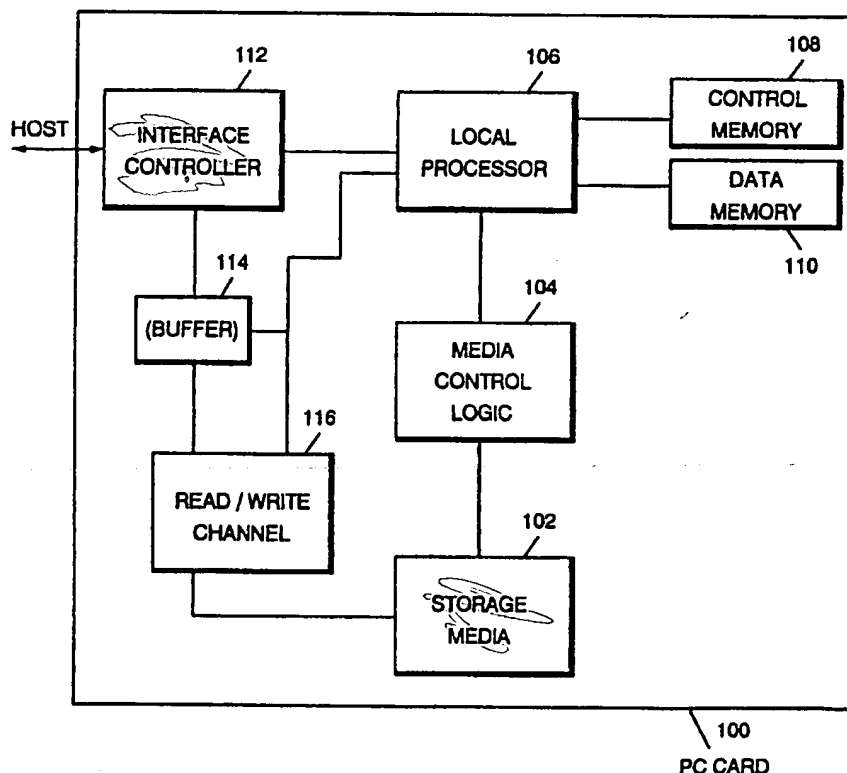 112
106
108
HOST
INTERFACE
CONTROLLER
LOCAL
PROCESSOR
CONTROL
MEMORY
DATA
MEMORY
110
114
(BUFFER)
104
MEDIA
CONTROL
LOGIC
116
READ / WRITE
CHANNEL
102
STORAGE
MEDIA
100
PC CARD